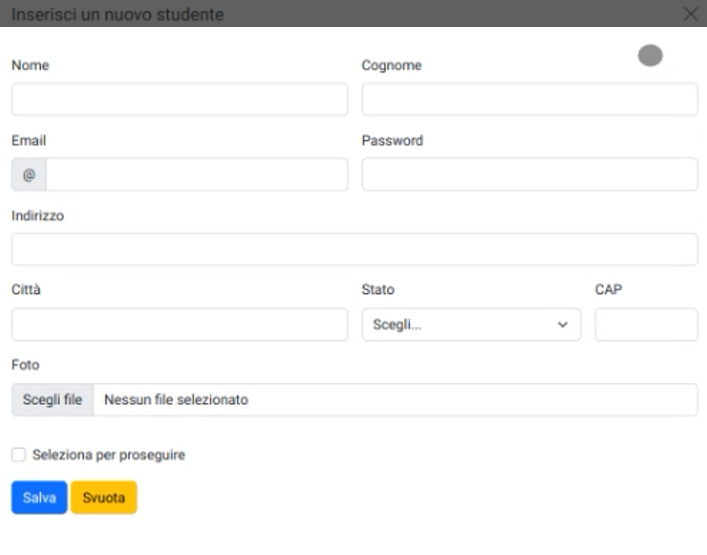 Inserisci un nuovo studente
Nome Cognome
Email Password
@
Indirizzo
Città Stato CAP
Scegli...
Foto
Scegli file Nessun file selezionato
Seleziona per proseguire
Salva Svuota